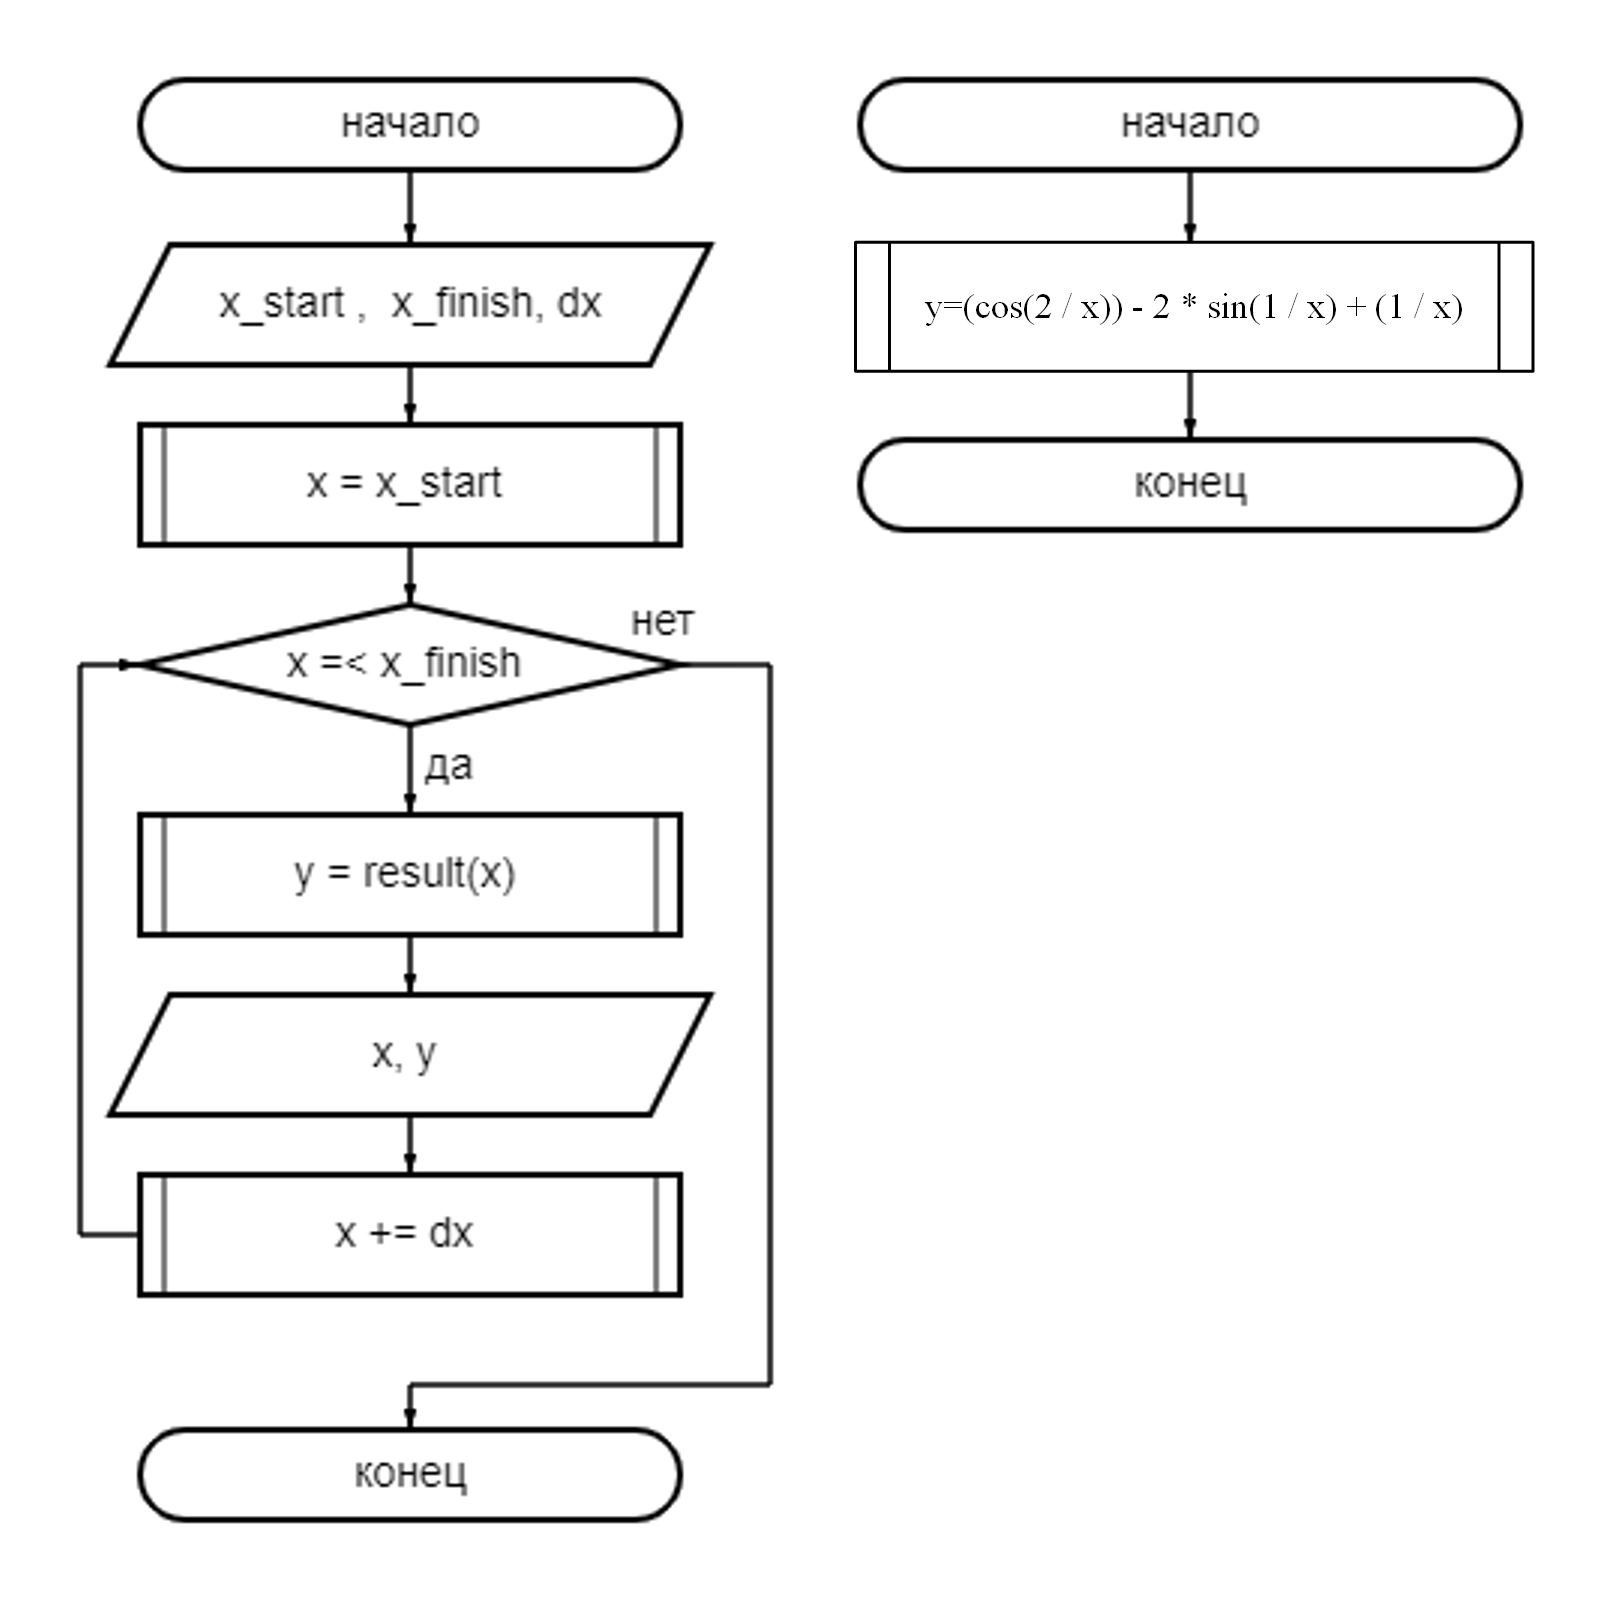 начало
x_start ,  x_finish, dx
x = x_start
x =< x_finish
нет
да
y = result(x)
x, y
x += dx
конец
начало
y=(cos(2 / x)) - 2 * sin(1 / x) + (1 / x)
конец